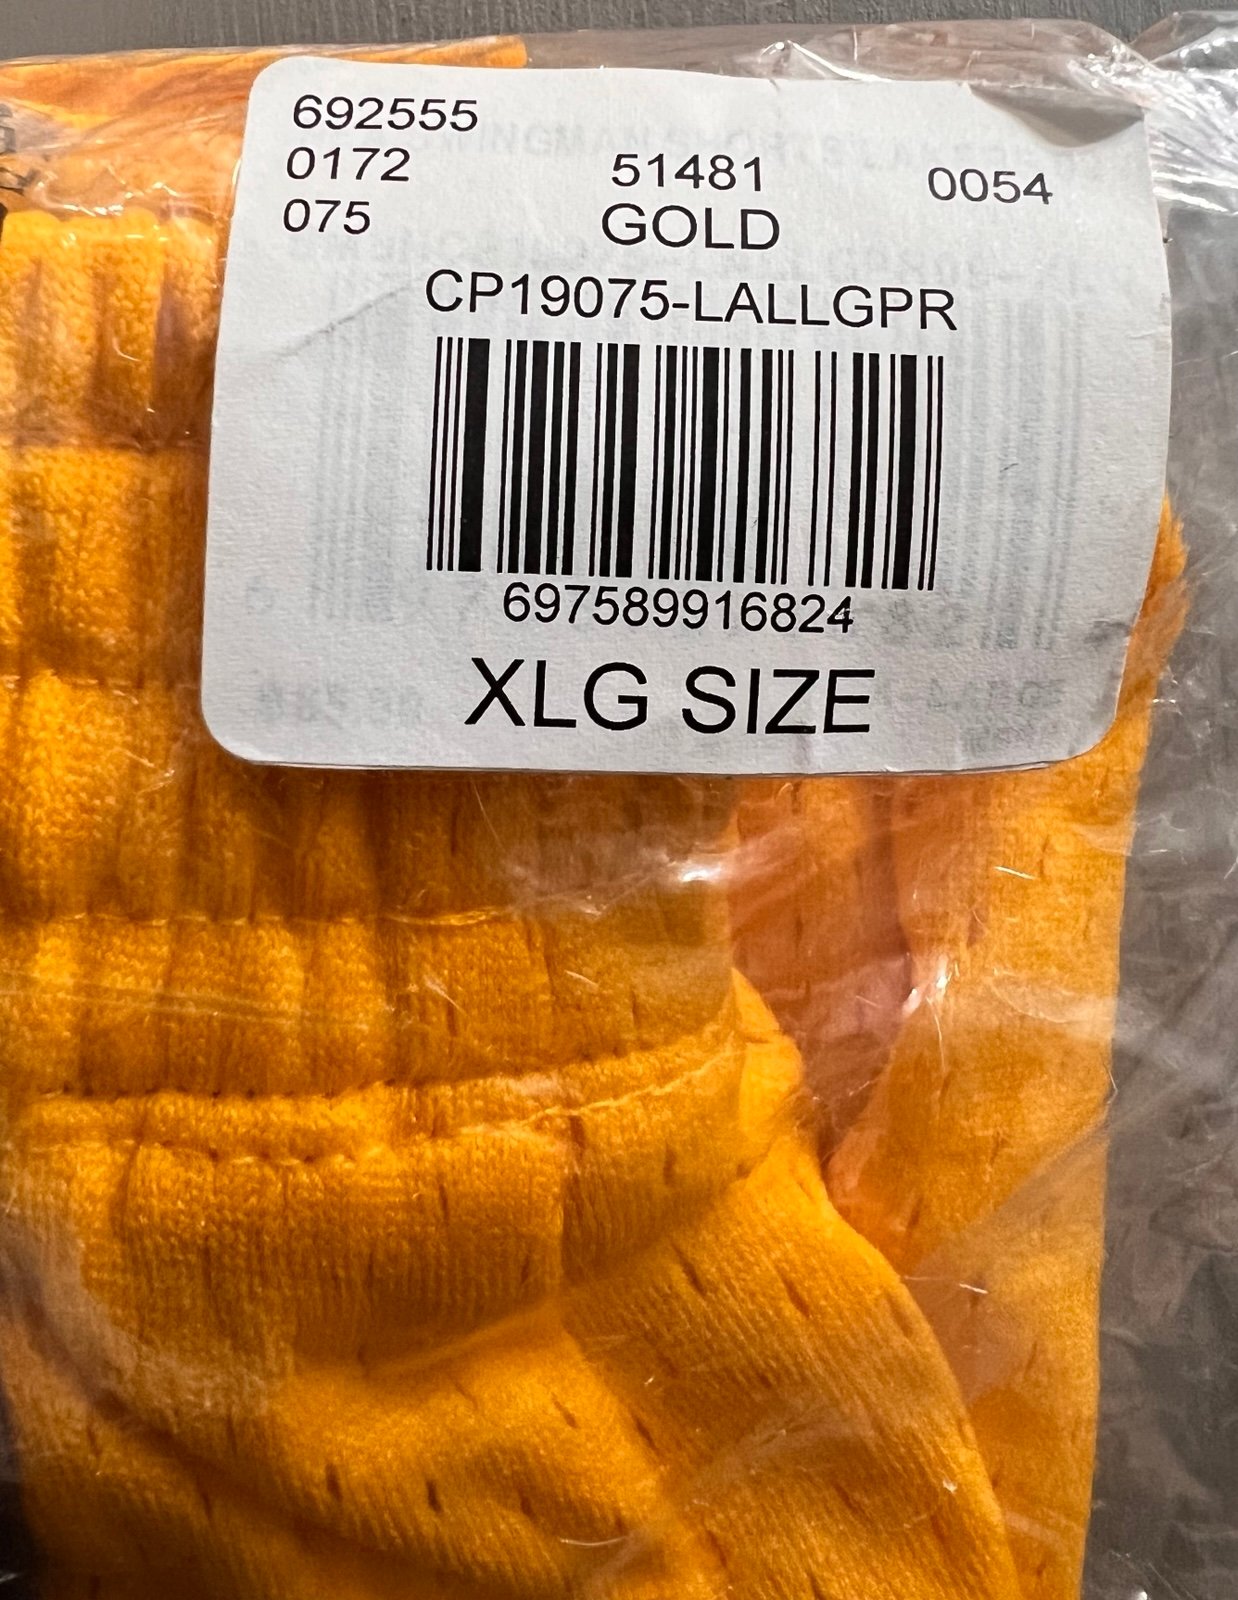 692555
0172 51481 0054
075 GOLD
CP19075-LALLGPR
697589916824
XLG SIZE